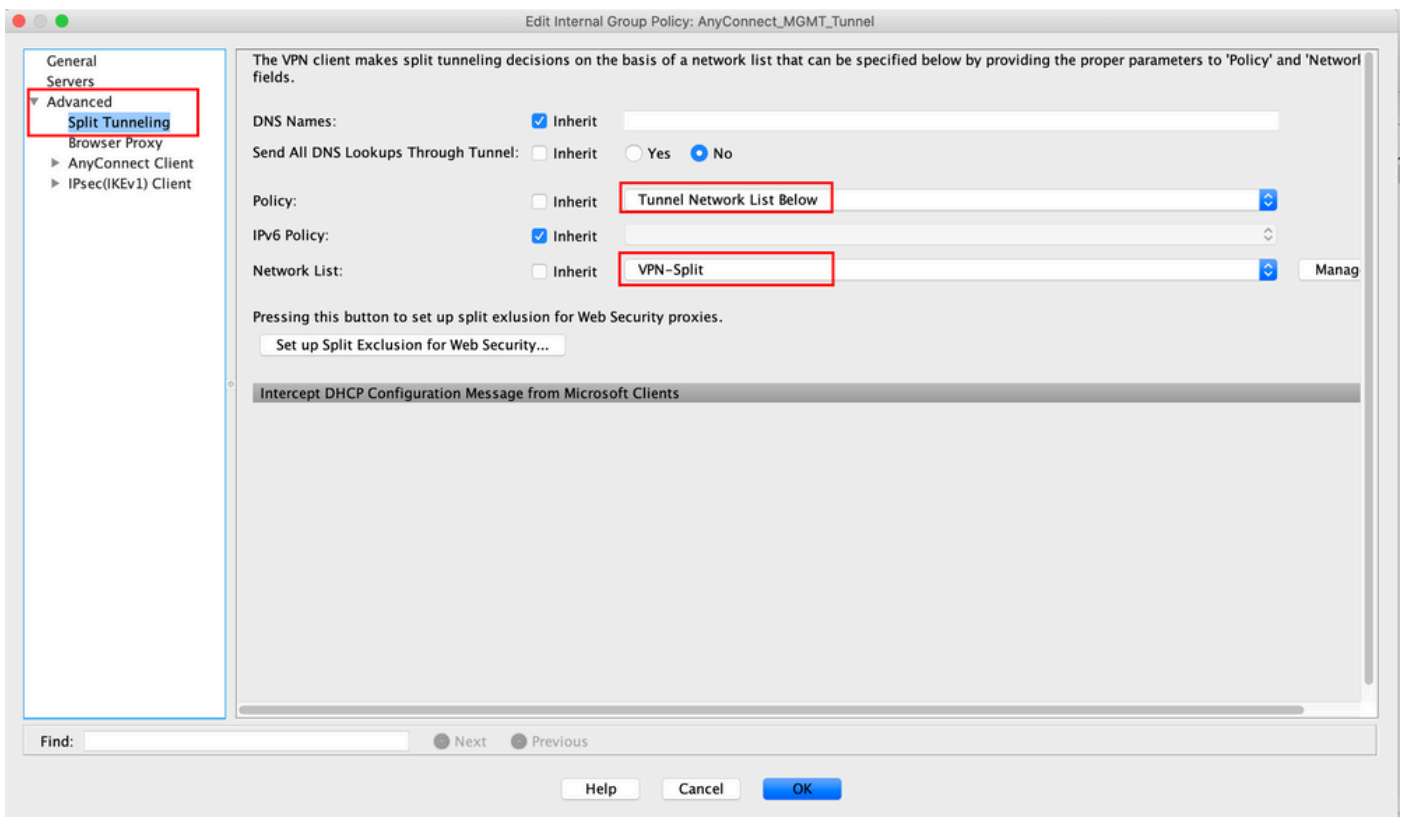 Edit Internal Group Policy: AnyConnect_MGMT_Tunnel
General
Servers
Advanced
Split Tunneling
Browser Proxy
AnyConnect Client
IPsec(IKEv1) Client
The VPN client makes split tunneling decisions on the basis of a network list that can be specified below by providing the proper parameters to 'Policy' and 'Networl
fields.
DNS Names: Inherit
Send All DNS Lookups Through Tunnel: Inherit Yes No
Policy: Inherit Tunnel Network List Below
IPv6 Policy: Inherit
Network List: Inherit VPN-Split Manag
Pressing this button to set up split exlusion for Web Security proxies.
Set up Split Exclusion for Web Security...
Intercept DHCP Configuration Message from Microsoft Clients
Find: Next Previous
Help Cancel OK